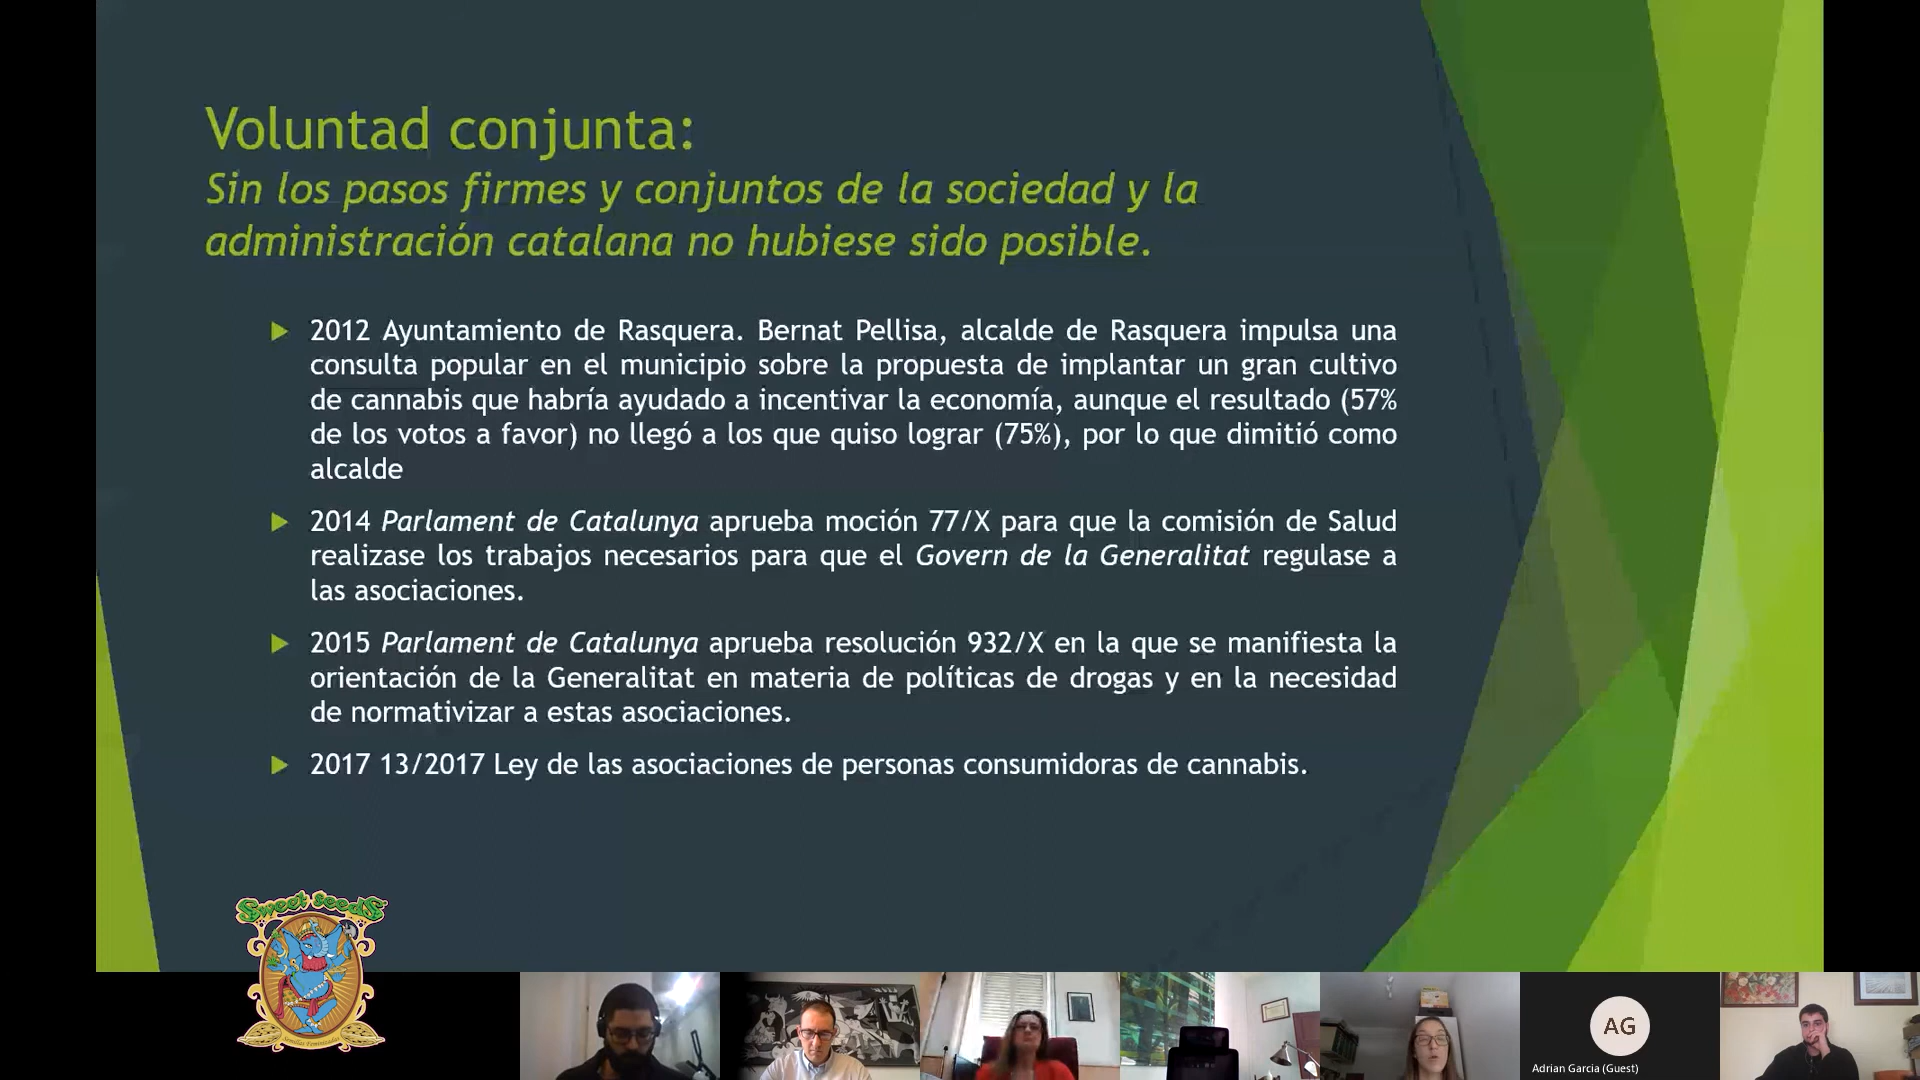 Voluntad conjunta:
Sin los pasos firmes y conjuntos de la sociedad y la
administración catalana no hubiese sido posible.
2012 Ayuntamiento de Rasquera. Bernat Pellisa, alcalde de Rasquera impulsa una
consulta popular en el municipio sobre la propuesta de implantar un gran cultivo
de cannabis que habría ayudado a incentivar la economía, aunque el resultado (57%
de los votos a favor) no llegó a los que quiso lograr (75%), por lo que dimitió como
alcalde
2014 Parlament de Catalunya aprueba moción 77/X para que la comisión de Salud
realizase los trabajos necesarios para que el Govern de la Generalitat regulase a
las asociaciones.
2015 Parlament de Catalunya aprueba resolución 932/X en la que se manifiesta la
orientación de la Generalitat en materia de políticas de drogas y en la necesidad
de normativizar a estas asociaciones.
2017 13/2017 Ley de las asociaciones de personas consumidoras de cannabis.
Sweet Seeds
Semillas Feminizadas
AG
Adrian Garcia (Guest)